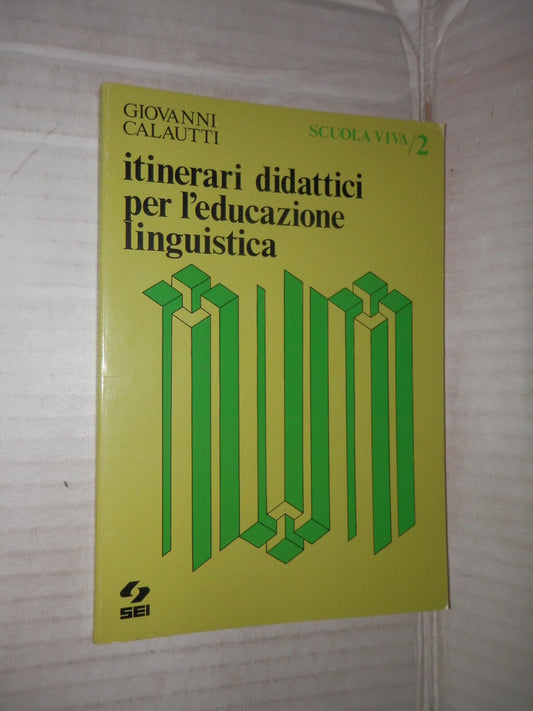 GIOVANNI
CALAUTTI
SCUOLA VIVA/2
itinerari didattici
per l'educazione
linguistica
SEI